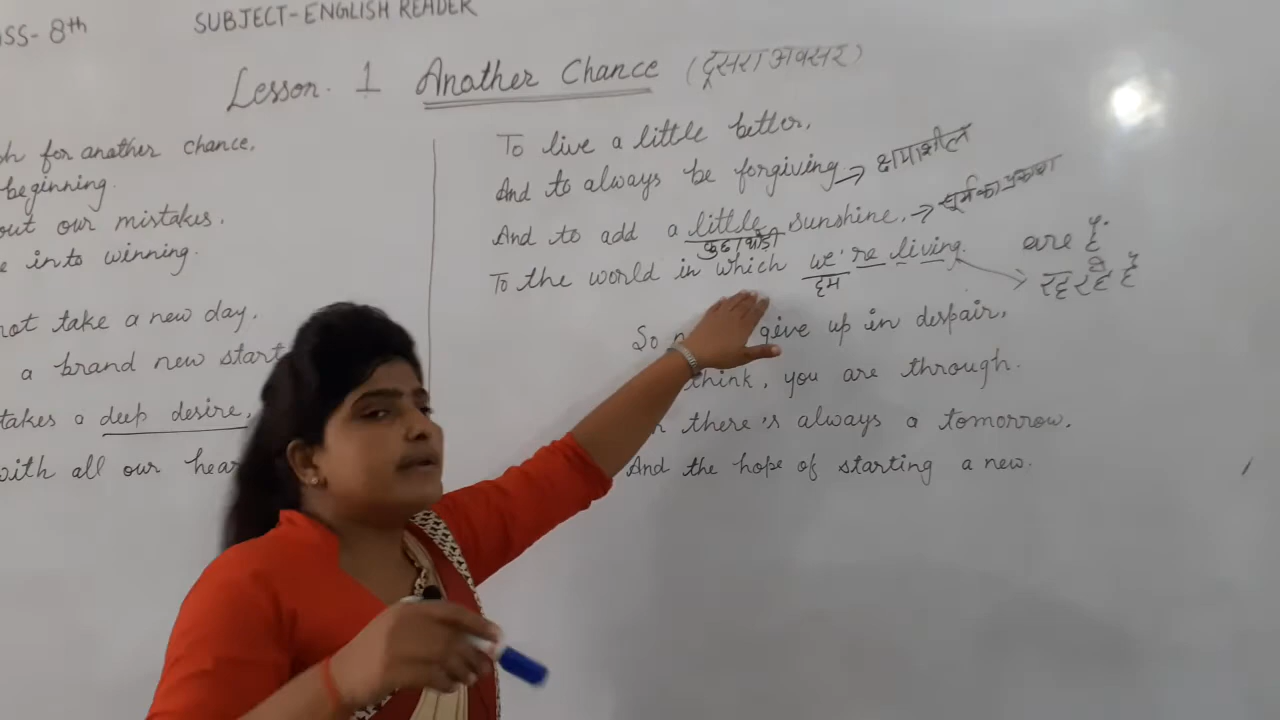 SS- 8th
SUBJECT- ENGLISH READER
Lesson. 1 Another Chance (दूसरा अवसर)
h for another chance,
beginning.
out our mistakes.
e into winning.
not take a new day.
a brand new start
takes a deep desire,
with all our hear
To live a little better,
And to always be forgiving → क्षमाशील
And to add a little sunshine. → सूर्य का प्रकाश
कुछ/थोड़ी
To the world in which we're living.
हम
are हैं.
रह रहे हैं
So n give up in despair,
think, you are through.
there's always a tomorrow.
And the hope of starting a new.